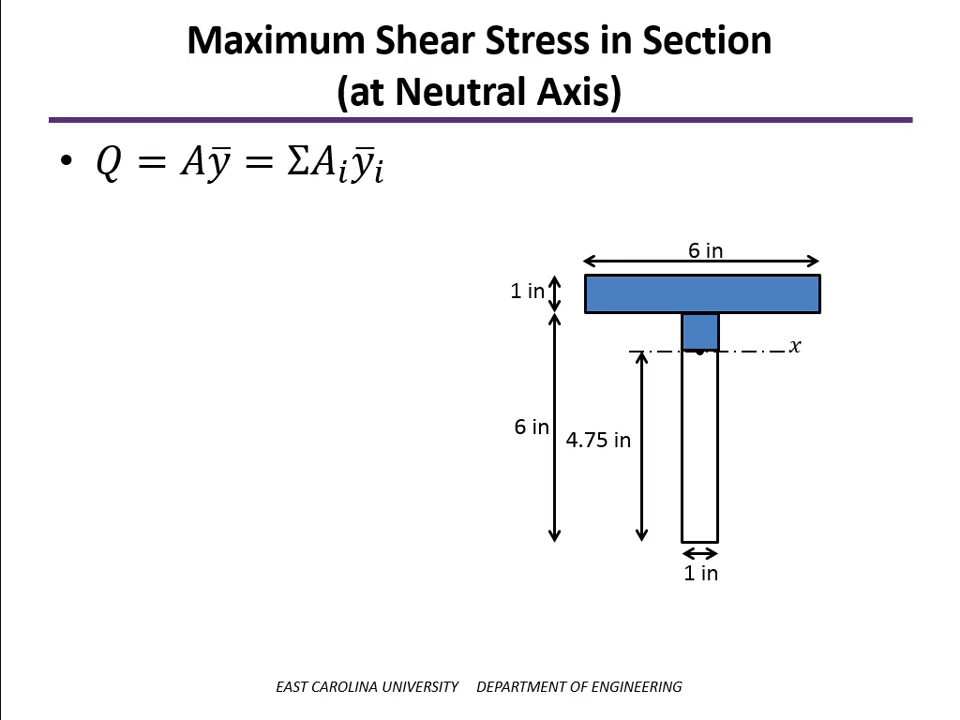 Maximum Shear Stress in Section
(at Neutral Axis)
• Q = Aȳ = ΣAᵢȳᵢ
6 in
1 in
x
6 in
4.75 in
1 in
EAST CAROLINA UNIVERSITY DEPARTMENT OF ENGINEERING